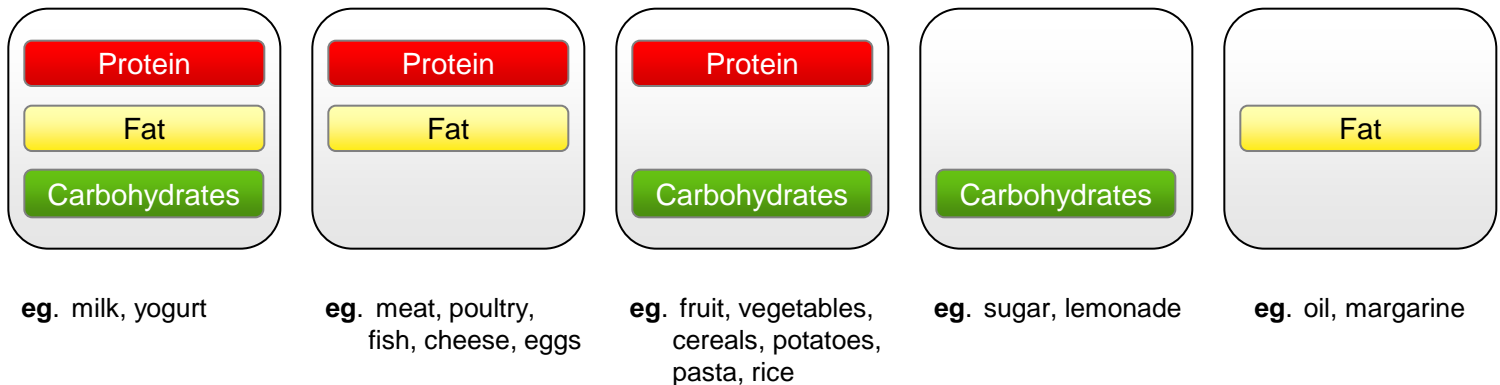 Protein
Fat
Carbohydrates
eg. milk, yogurt
Protein
Fat
eg. meat, poultry,
fish, cheese, eggs
Protein
Carbohydrates
eg. fruit, vegetables,
cereals, potatoes,
pasta, rice
Carbohydrates
eg. sugar, lemonade
Fat
eg. oil, margarine